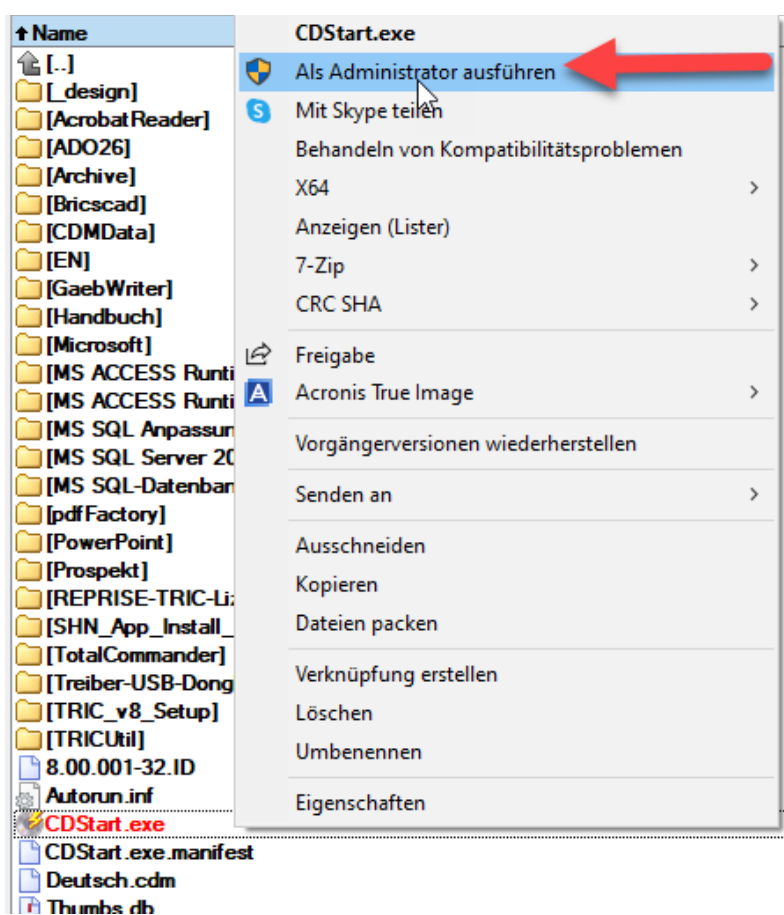 Name
[..]
[_design]
[AcrobatReader]
[ADO26]
[Archive]
[Bricscad]
[CDMData]
[EN]
[GaebWriter]
[Handbuch]
[Microsoft]
[MS ACCESS Runti
[MS ACCESS Runti
[MS SQL Anpassun
[MS SQL Server 20
[MS SQL-Datenban
[pdfFactory]
[PowerPoint]
[Prospekt]
[REPRISE-TRIC-Liz
[SHN_App_Install_
[TotalCommander]
[Treiber-USB-Dong
[TRIC_v8_Setup]
[TRICUtil]
8.00.001-32.ID
Autorun.inf
CDStart.exe
CDStart.exe.manifest
Deutsch.cdm
Thumbs.db
CDStart.exe
Als Administrator ausführen
Mit Skype teilen
Behandeln von Kompatibilitätsproblemen
X64
Anzeigen (Lister)
7-Zip
CRC SHA
Freigabe
A
Acronis True Image
Vorgängerversionen wiederherstellen
Senden an
Ausschneiden
Kopieren
Dateien packen
Verknüpfung erstellen
Löschen
Umbenennen
Eigenschaften